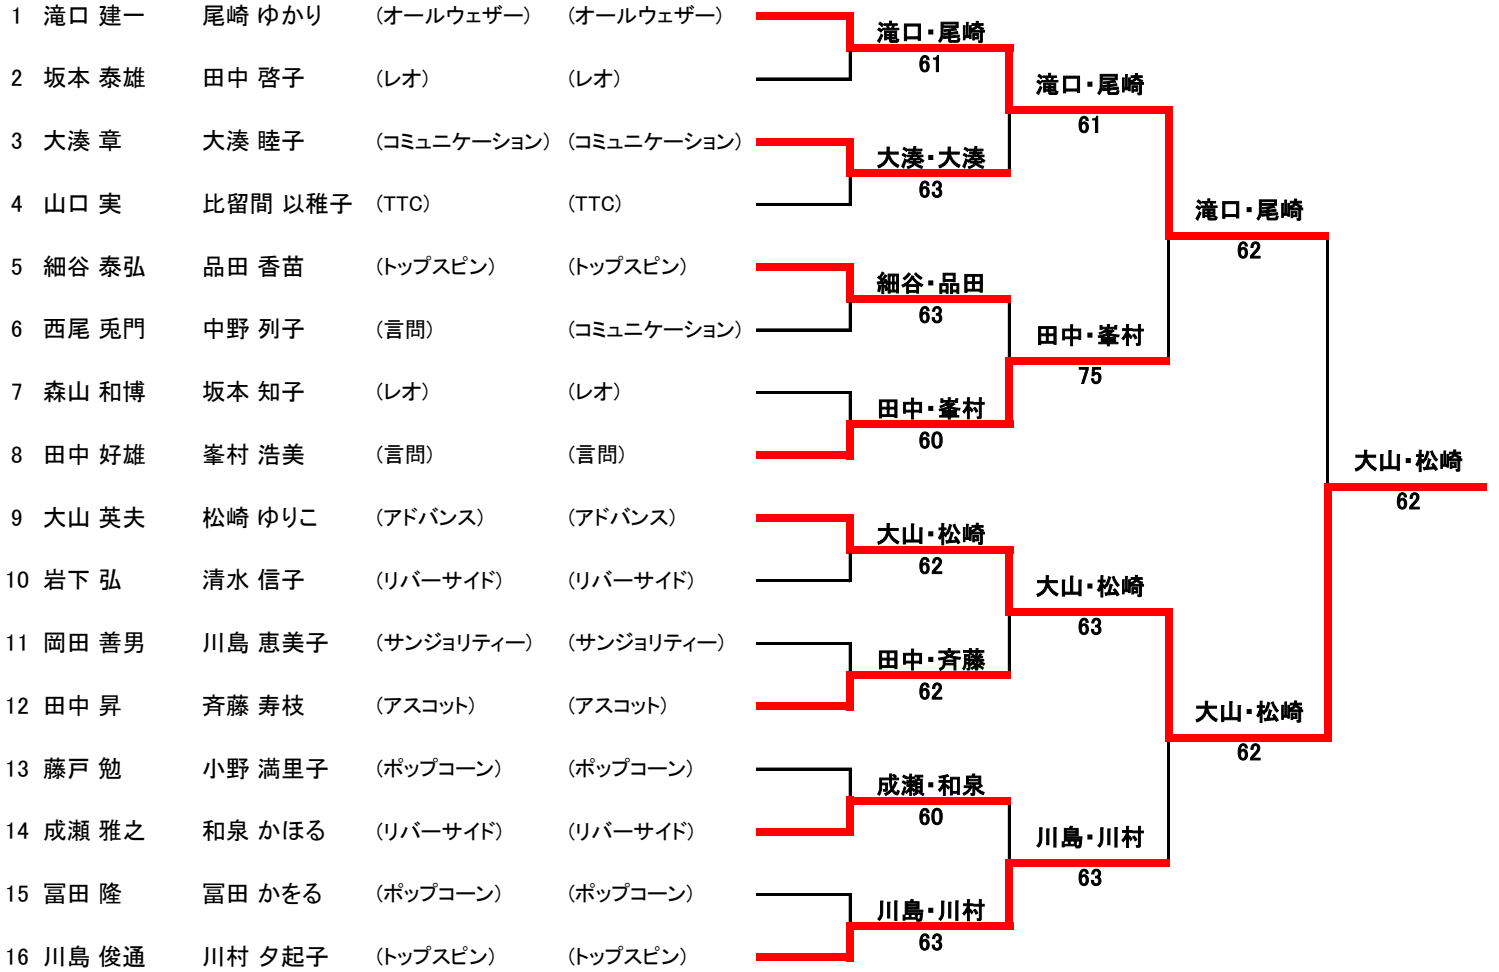 1 滝口 建一 尾崎 ゆかり (オールウェザー) (オールウェザー)
滝口・尾崎
61
2 坂本 泰雄 田中 啓子 (レオ) (レオ)
滝口・尾崎
61
3 大湊 章 大湊 睦子 (コミュニケーション) (コミュニケーション)
大湊・大湊
63
4 山口 実 比留間 以稚子 (TTC) (TTC)
滝口・尾崎
62
5 細谷 泰弘 品田 香苗 (トップスピン) (トップスピン)
細谷・品田
63
6 西尾 兎門 中野 列子 (言問) (コミュニケーション)
田中・峯村
75
7 森山 和博 坂本 知子 (レオ) (レオ)
田中・峯村
60
8 田中 好雄 峯村 浩美 (言問) (言問)
大山・松崎
62
9 大山 英夫 松崎 ゆりこ (アドバンス) (アドバンス)
大山・松崎
62
10 岩下 弘 清水 信子 (リバーサイド) (リバーサイド)
大山・松崎
63
11 岡田 善男 川島 恵美子 (サンジョリティー) (サンジョリティー)
田中・斉藤
62
12 田中 昇 斉藤 寿枝 (アスコット) (アスコット)
大山・松崎
62
13 藤戸 勉 小野 満里子 (ポップコーン) (ポップコーン)
成瀬・和泉
60
14 成瀬 雅之 和泉 かほる (リバーサイド) (リバーサイド)
川島・川村
63
15 冨田 隆 冨田 かをる (ポップコーン) (ポップコーン)
川島・川村
63
16 川島 俊通 川村 夕起子 (トップスピン) (トップスピン)